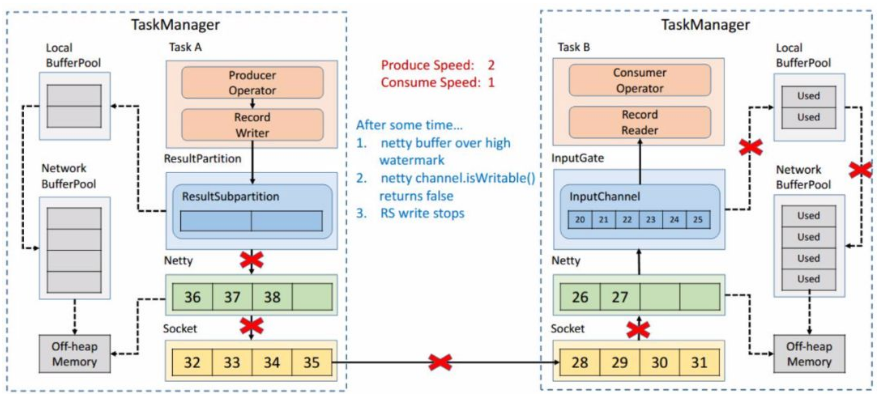 TaskManager
Local
BufferPool
Task A
Producer
Operator
Record
Writer
ResultPartition
Network
BufferPool
ResultSubpartition
Netty
36 37 38
Socket
Off-heap
Memory
32 33 34 35
Produce Speed: 2
Consume Speed: 1
After some time...
1. netty buffer over high
watermark
2. netty channel.isWritable()
returns false
3. RS write stops
TaskManager
Task B
Local
BufferPool
Consumer
Operator
Used
Used
Record
Reader
InputGate
Network
BufferPool
InputChannel
20 21 22 23 24 25
Used
Used
Used
Used
Netty
26 27
Socket
28 29 30 31
Off-heap
Memory